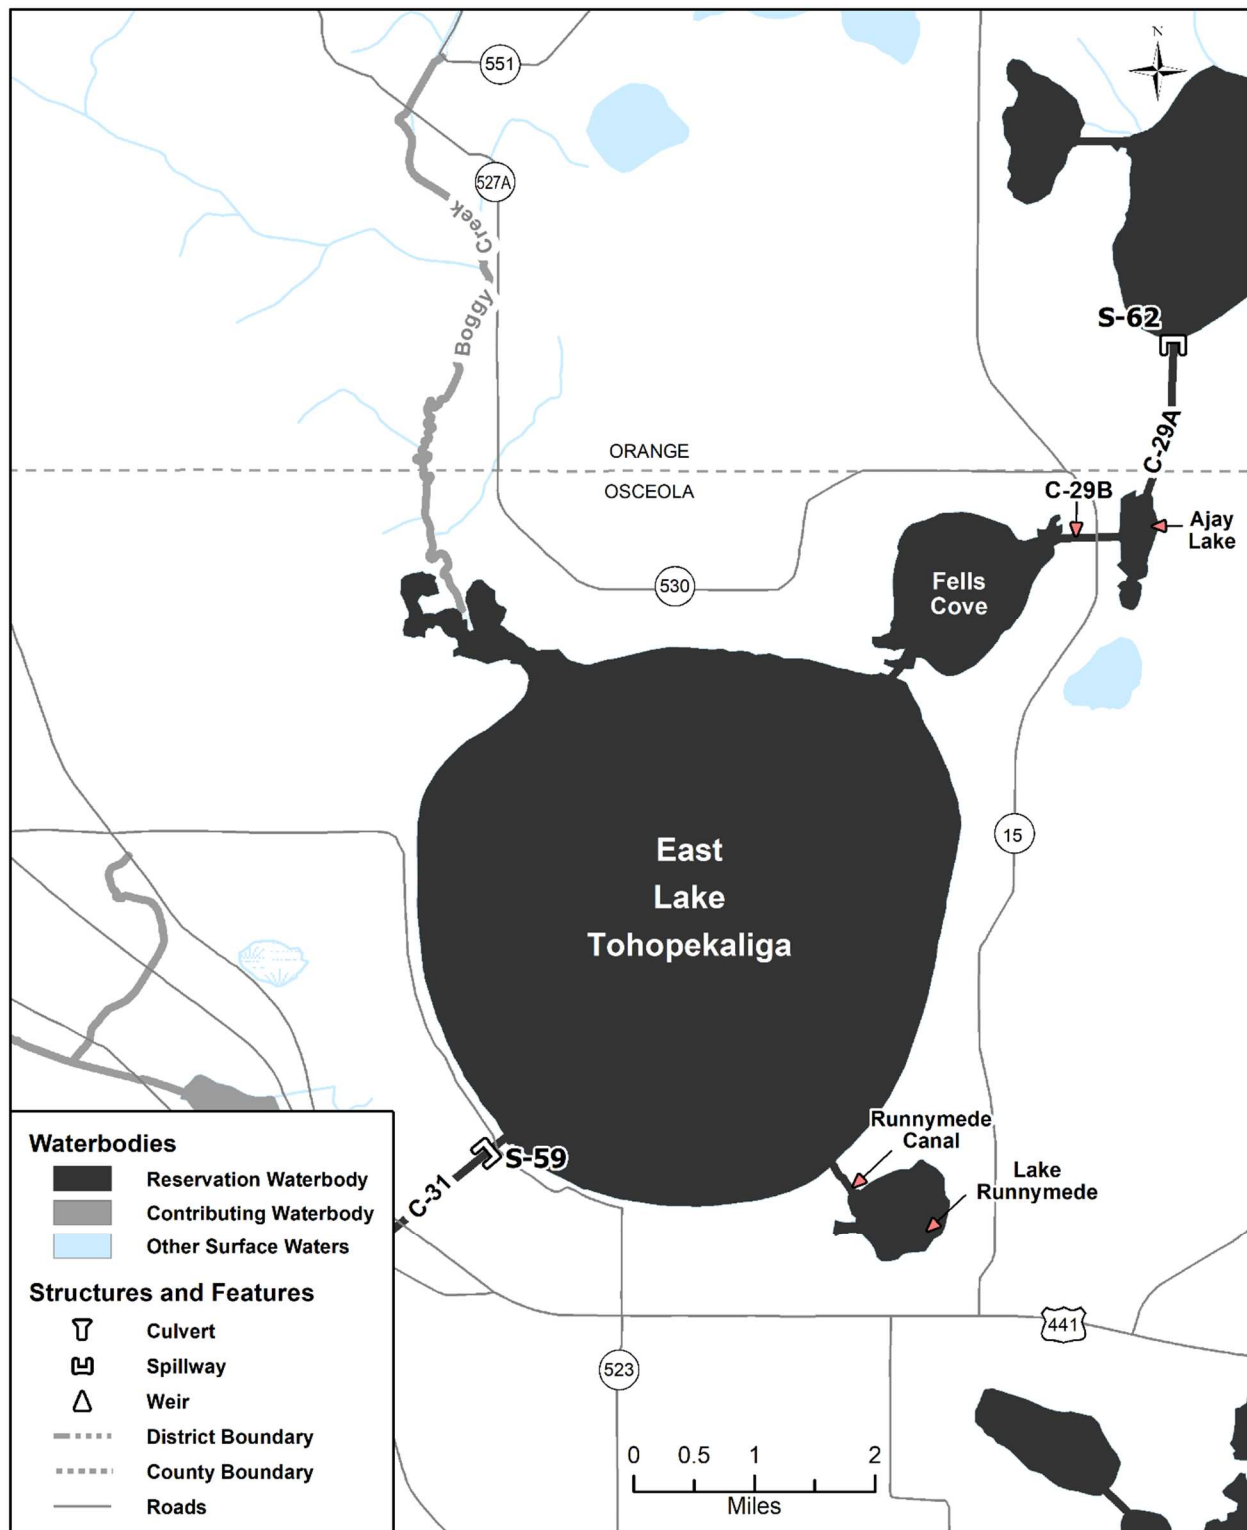 N
551
527A
Boggy Creek
S-62
C-29A
ORANGE
OSCEOLA
C-29B
Ajay
Lake
Fells
Cove
530
15
East
Lake
Tohopekaliga
Runnymede
Canal
Lake
Runnymede
S-59
C-31
441
523
Waterbodies
Reservation Waterbody
Contributing Waterbody
Other Surface Waters
Structures and Features
Culvert
Spillway
Weir
District Boundary
County Boundary
Roads
0 0.5 1 2
Miles